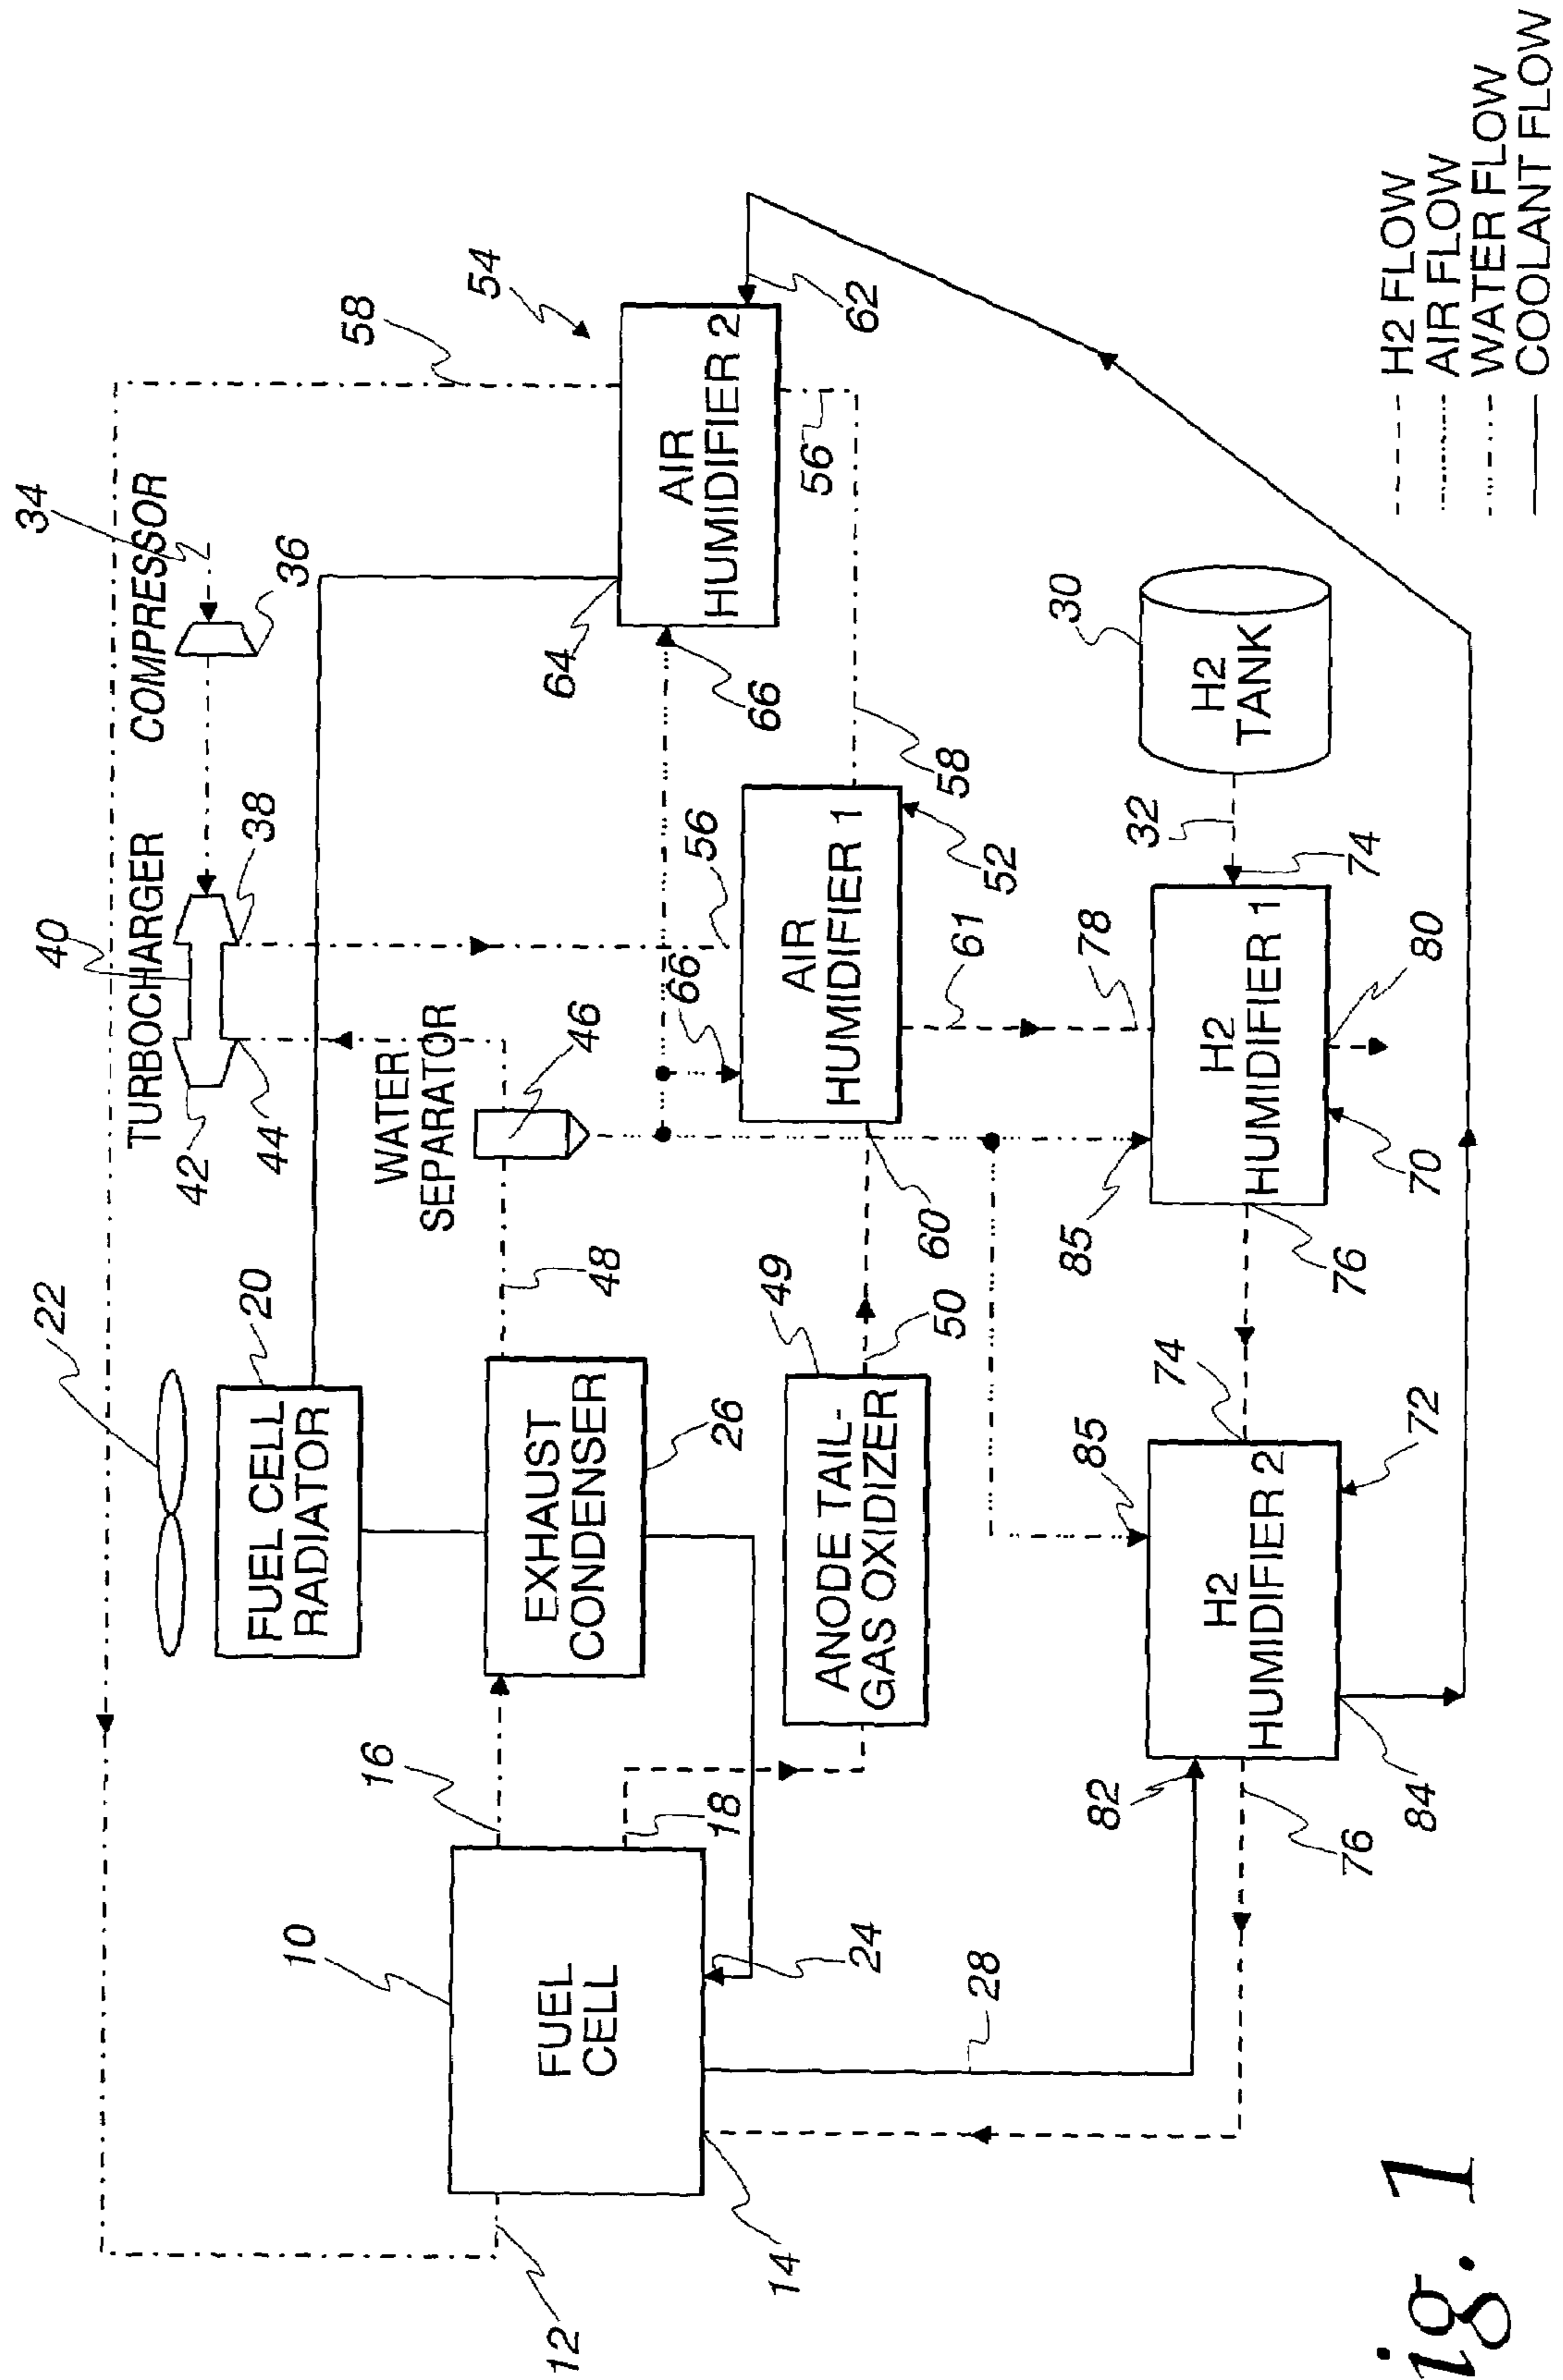 22
FUEL CELL
RADIATOR
20
TURBOCHARGER
COMPRESSOR
34
40
42
44
38
36
58
54
10
FUEL
CELL
12
14
16
18
24
28
EXHAUST
CONDENSER
26
48
WATER
SEPARATOR
46
64
AIR
HUMIDIFIER 2
66
56
62
ANODE TAIL-
GAS OXIDIZER
49
50
60
66
56
AIR
HUMIDIFIER 1
52
58
61
78
82
85
74
H2
HUMIDIFIER 2
72
76
84
85
H2
HUMIDIFIER 1
76
70
80
74
32
30
H2
TANK
H2 FLOW
AIR FLOW
WATER FLOW
COOLANT FLOW
ig. 1